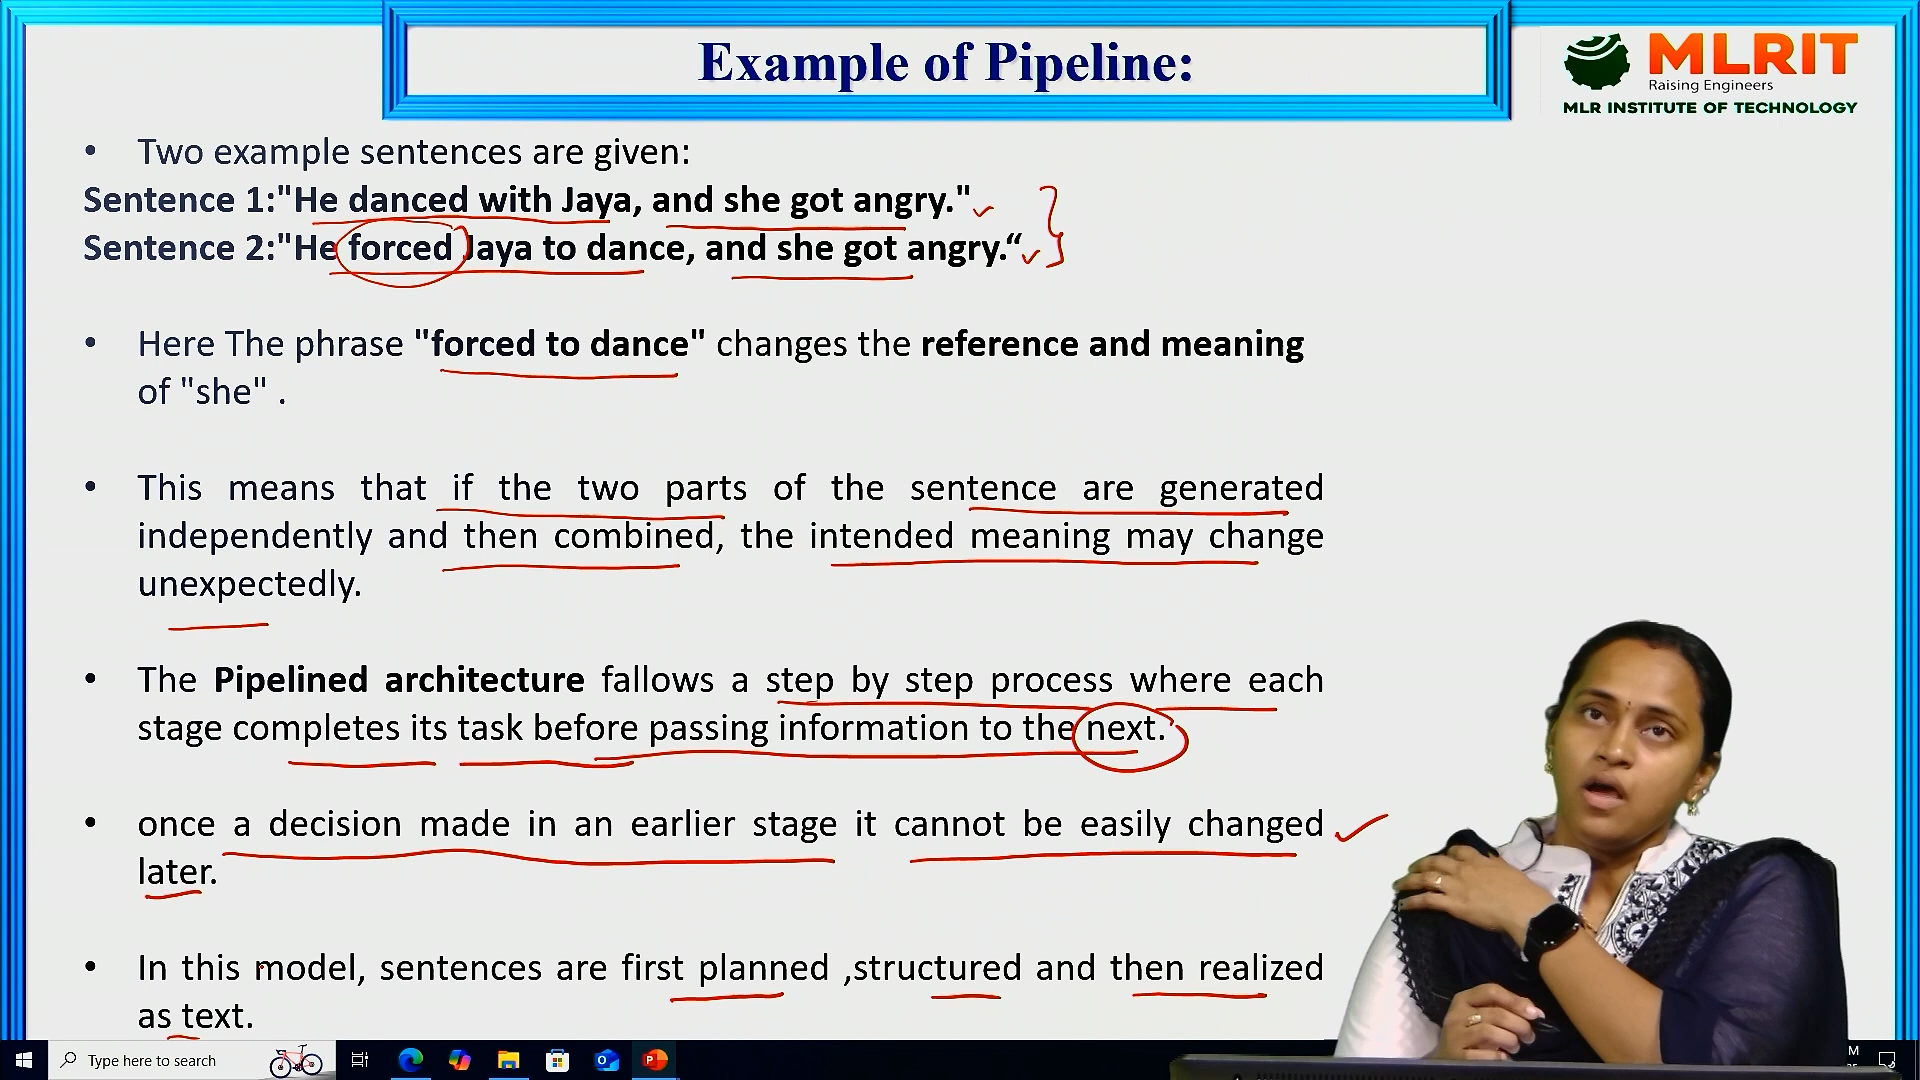 Example of Pipeline:
MLRIT
Raising Engineers
MLR INSTITUTE OF TECHNOLOGY
• Two example sentences are given:
Sentence 1:"He danced with Jaya, and she got angry."
Sentence 2:"He forced Jaya to dance, and she got angry.“
• Here The phrase "forced to dance" changes the reference and meaning
of "she" .
• This means that if the two parts of the sentence are generated
independently and then combined, the intended meaning may change
unexpectedly.
• The Pipelined architecture fallows a step by step process where each
stage completes its task before passing information to the next.
• once a decision made in an earlier stage it cannot be easily changed
later.
• In this model, sentences are first planned ,structured and then realized
as text.
Type here to search